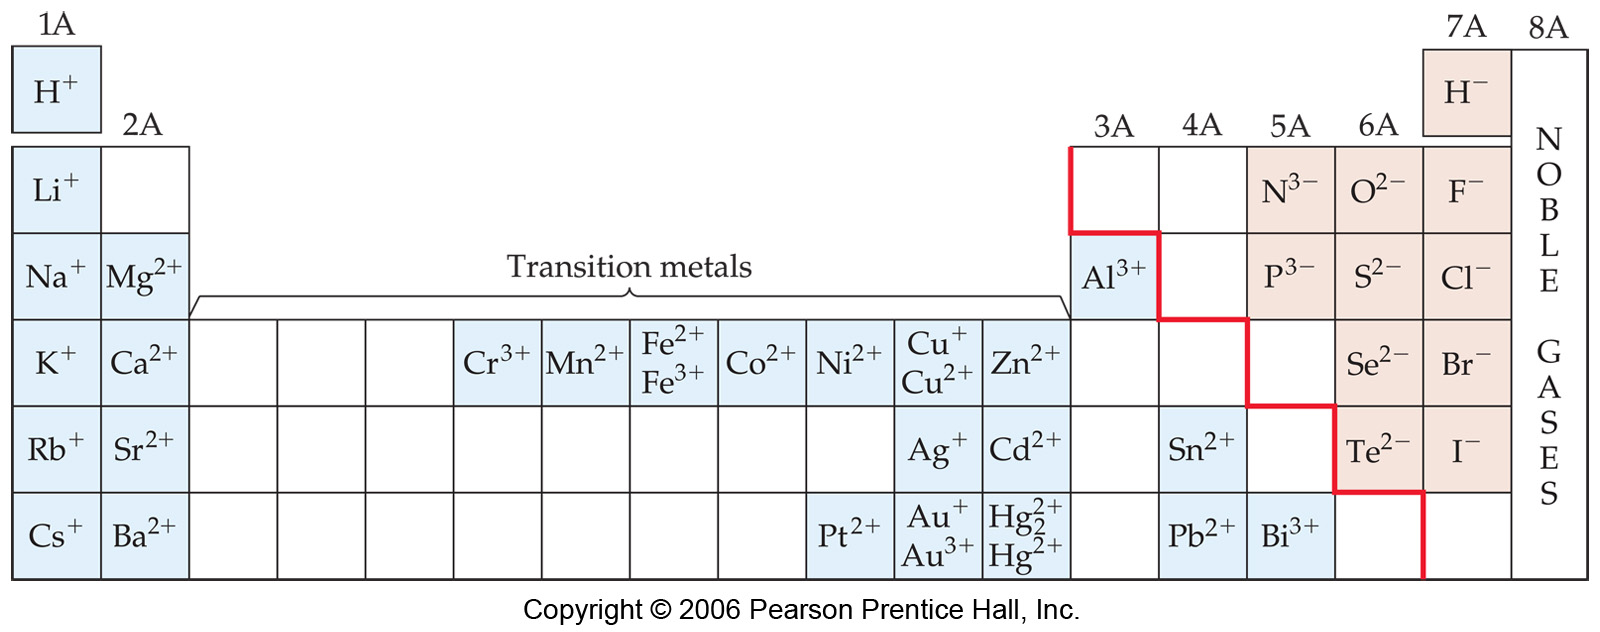 1A 7A 8A
H⁺ H⁻
2A 3A 4A 5A 6A
Li⁺ N³⁻ O²⁻ F⁻
Na⁺ Mg²⁺ Transition metals Al³⁺ P³⁻ S²⁻ Cl⁻
K⁺ Ca²⁺ Cr³⁺ Mn²⁺ Fe²⁺ Fe³⁺ Co²⁺ Ni²⁺ Cu⁺ Cu²⁺ Zn²⁺ Se²⁻ Br⁻
Rb⁺ Sr²⁺ Ag⁺ Cd²⁺ Sn²⁺ Te²⁻ I⁻
Cs⁺ Ba²⁺ Pt²⁺ Au⁺ Au³⁺ Hg₂²⁺ Hg²⁺ Pb²⁺ Bi³⁺
NOBLE GASES
Copyright © 2006 Pearson Prentice Hall, Inc.